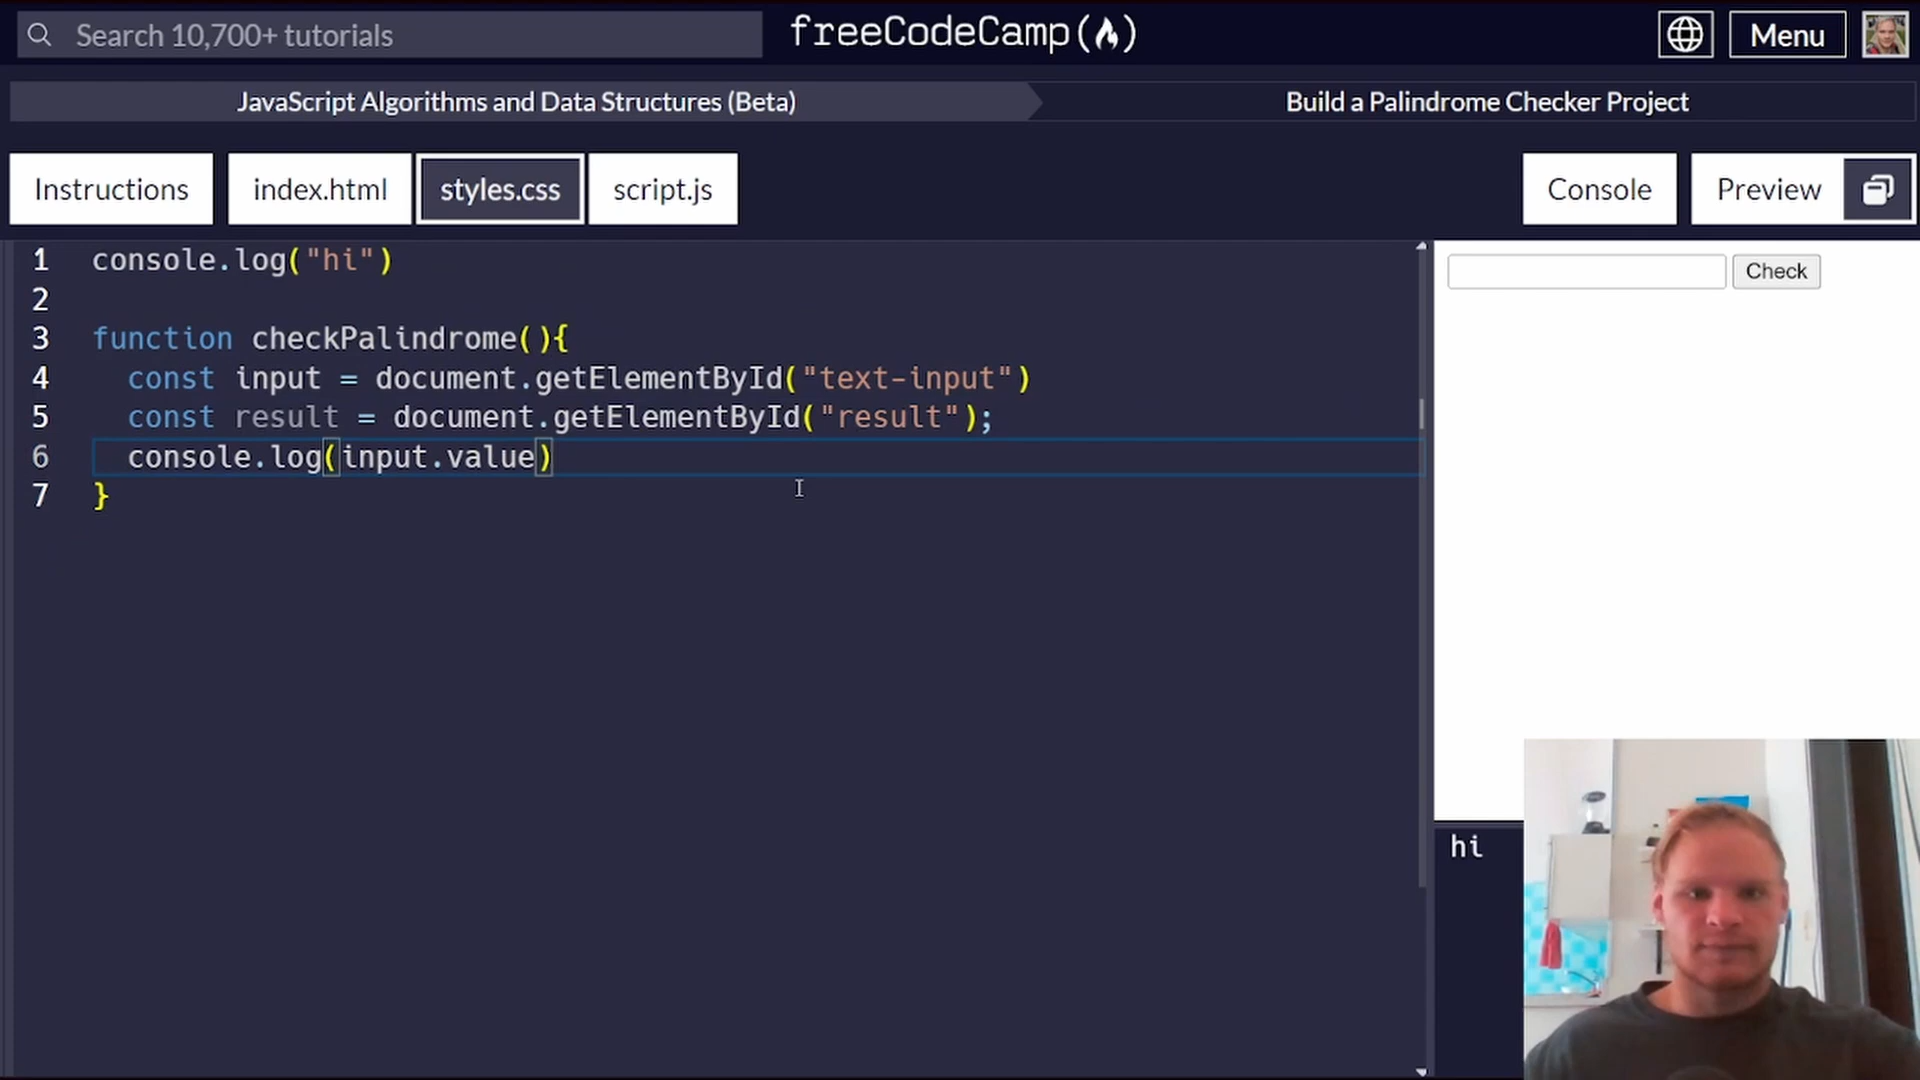 Search 10,700+ tutorials
freeCodeCamp
Menu
JavaScript Algorithms and Data Structures (Beta)
Build a Palindrome Checker Project
Instructions
index.html
styles.css
script.js
Console
Preview
1 console.log("hi")
2
3 function checkPalindrome(){
4 const input = document.getElementById("text-input")
5 const result = document.getElementById("result");
6 console.log(input.value)
7 }
Check
hi